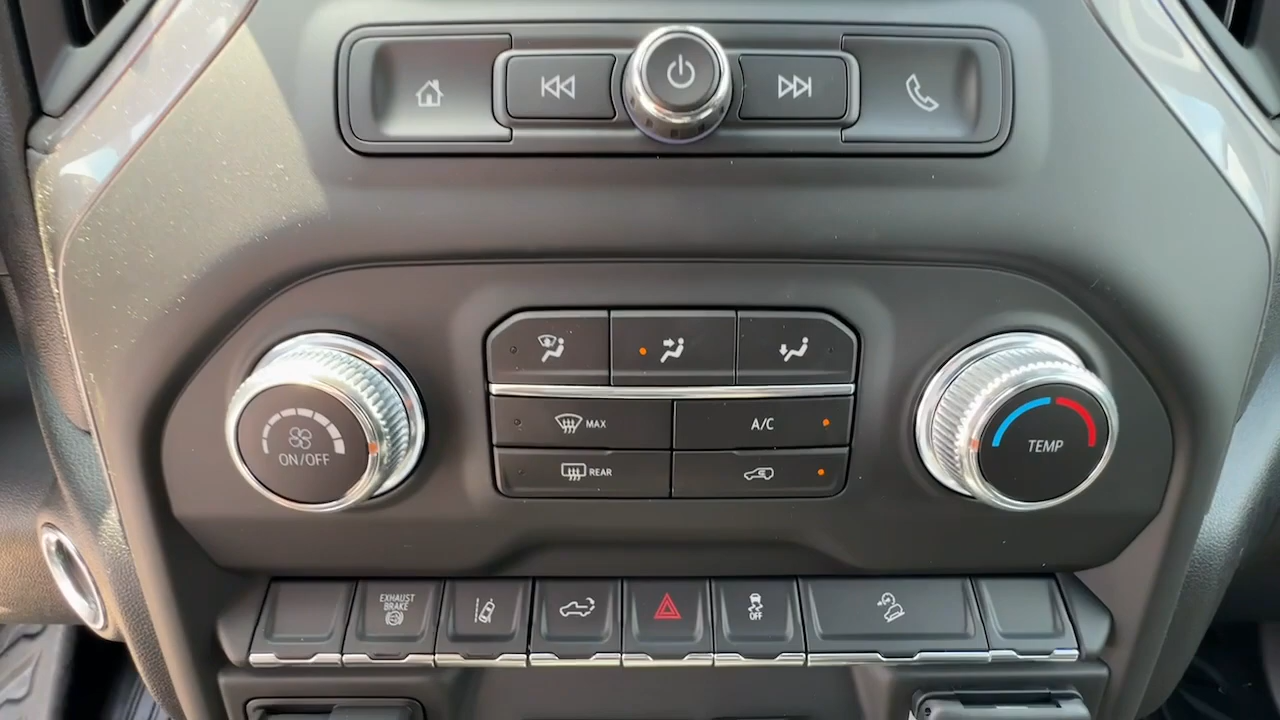 MAX
A/C
ON/OFF
TEMP
REAR
EXHAUST
BRAKE
OFF